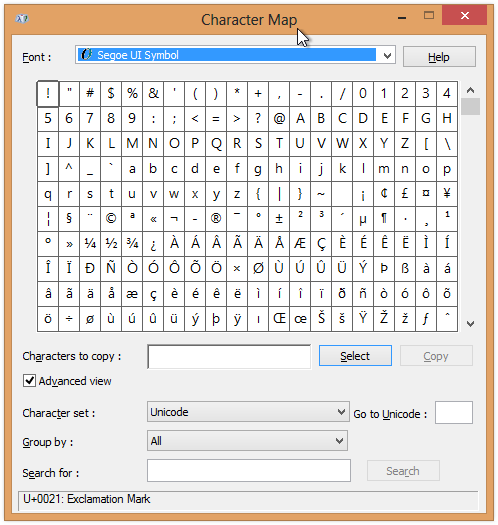 Character Map
Font : Segoe UI Symbol Help
! " # $ % & ' ( ) * + , - . / 0 1 2 3 4
5 6 7 8 9 : ; < = > ? @ A B C D E F G H
I J K L M N O P Q R S T U V W X Y Z [ \
] ^ _ ` a b c d e f g h i j k l m n o p
q r s t u v w x y z { | } ~ ¡ ¢ £ ¤ ¥
¦ § ¨ © ª « ¬ - ® ¯ ° ± ² ³ ´ µ ¶ · ¸ ¹
º » ¼ ½ ¾ ¿ À Á Â Ã Ä Å Æ Ç È É Ê Ë Ì Í
Î Ï Ð Ñ Ò Ó Ô Õ Ö × Ø Ù Ú Û Ü Ý Þ ß à á
â ã ä å æ ç è é ê ë ì í î ï ð ñ ò ó ô õ
ö ÷ ø ù ú û ü ý þ ÿ ı Œ œ Š š Ÿ Ž ž ƒ ˆ
Characters to copy : Select Copy
Advanced view
Character set : Unicode Go to Unicode :
Group by : All
Search for : Search
U+0021: Exclamation Mark